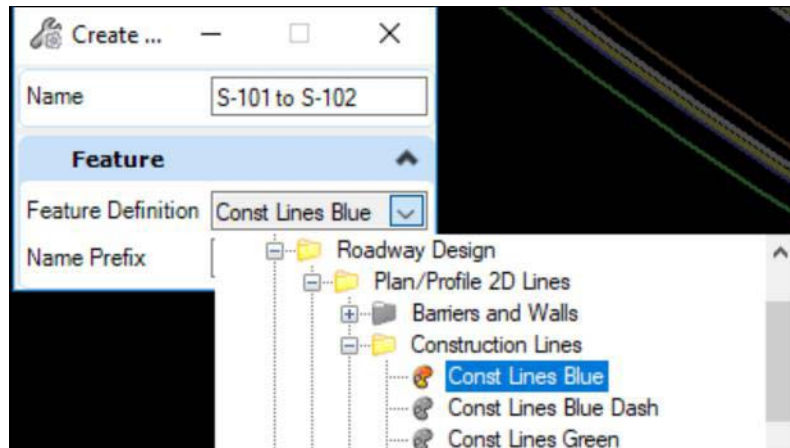 Create ...
Name S-101 to S-102
Feature
Feature Definition Const Lines Blue
Name Prefix
Roadway Design
Plan/Profile 2D Lines
Barriers and Walls
Construction Lines
Const Lines Blue
Const Lines Blue Dash
Const Lines Green